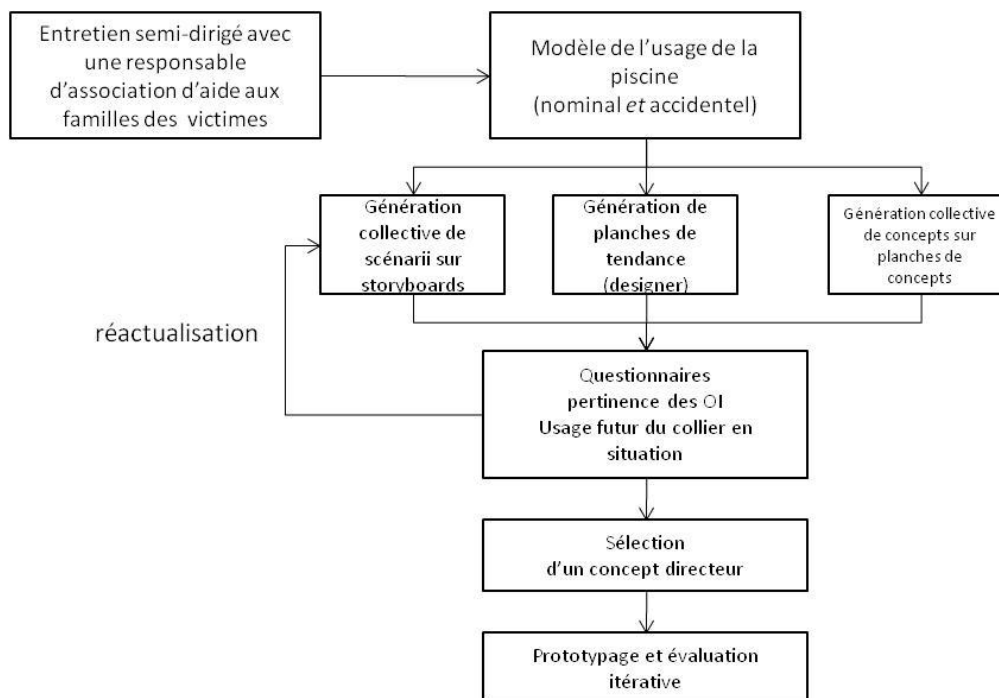 Entretien semi-dirigé avec
une responsable
d'association d'aide aux
familles des victimes
Modèle de l'usage de la
piscine
(nominal et accidentel)
Génération
collective de
scénarii sur
storyboards
Génération de
planches de
tendance
(designer)
Génération collective
de concepts sur
planches de
concepts
réactualisation
Questionnaires
pertinence des OI
Usage futur du collier en
situation
Sélection
d'un concept directeur
Prototypage et évaluation
itérative